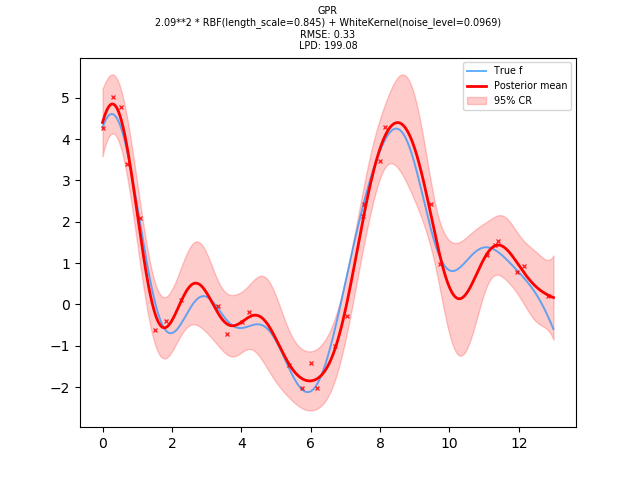 GPR
2.09**2 * RBF(length_scale=0.845) + WhiteKernel(noise_level=0.0969)
RMSE: 0.33
LPD: 199.08
True f
Posterior mean
95% CR
5
4
3
2
1
0
−1
−2
0 2 4 6 8 10 12